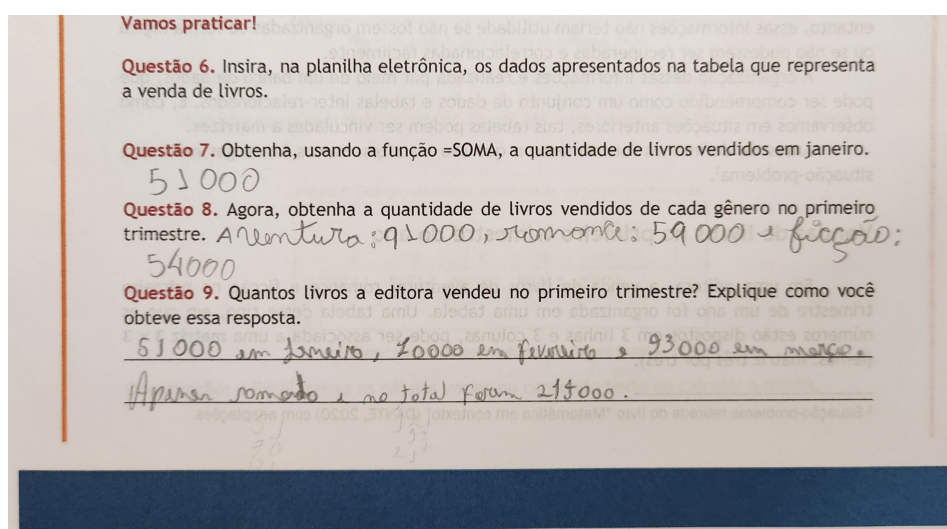 Vamos praticar!
Questão 6. Insira, na planilha eletrônica, os dados apresentados na tabela que representa
a venda de livros.
Questão 7. Obtenha, usando a função =SOMA, a quantidade de livros vendidos em janeiro.
51000
Questão 8. Agora, obtenha a quantidade de livros vendidos de cada gênero no primeiro
trimestre. Aventura: 91000, : 59000 e ficção:
54000
Questão 9. Quantos livros a editora vendeu no primeiro trimestre? Explique como você
obteve essa resposta.
51000 em Janeiro, 70000 em fevereiro e 93000 em março.
e no total foram 214000.